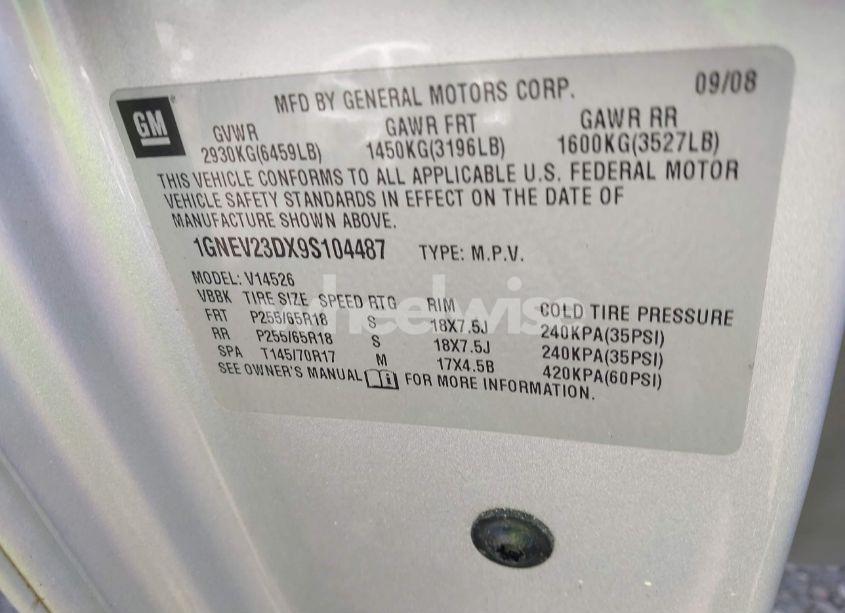 GM
MFD BY GENERAL MOTORS CORP. 09/08
GVWR GAWR FRT GAWR RR
2930KG(6459LB) 1450KG(3196LB) 1600KG(3527LB)
THIS VEHICLE CONFORMS TO ALL APPLICABLE U.S. FEDERAL MOTOR
VEHICLE SAFETY STANDARDS IN EFFECT ON THE DATE OF
MANUFACTURE SHOWN ABOVE.
1GNEV23DX9S104487 TYPE: M.P.V.
MODEL: V14526
VBBK TIRE SIZE SPEED RTG RIM COLD TIRE PRESSURE
FRT P255/65R18 S 18X7.5J 240KPA(35PSI)
RR P255/65R18 S 18X7.5J 240KPA(35PSI)
SPA T145/70R17 M 17X4.5B 420KPA(60PSI)
SEE OWNER'S MANUAL FOR MORE INFORMATION.